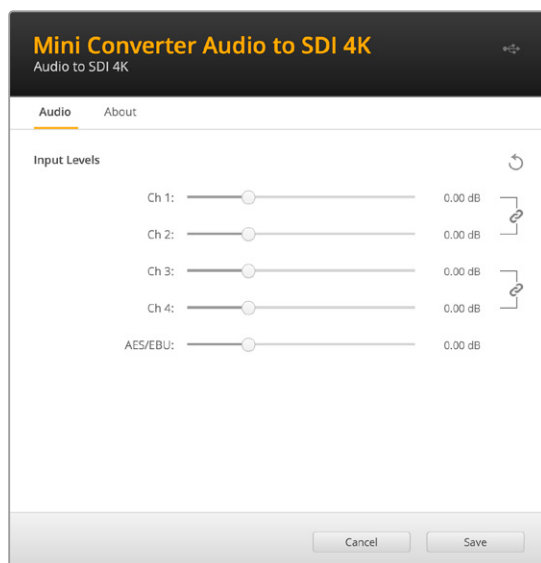 Mini Converter Audio to SDI 4K
Audio to SDI 4K
Audio About
Input Levels
Ch 1: 0.00 dB
Ch 2: 0.00 dB
Ch 3: 0.00 dB
Ch 4: 0.00 dB
AES/EBU: 0.00 dB
Cancel Save